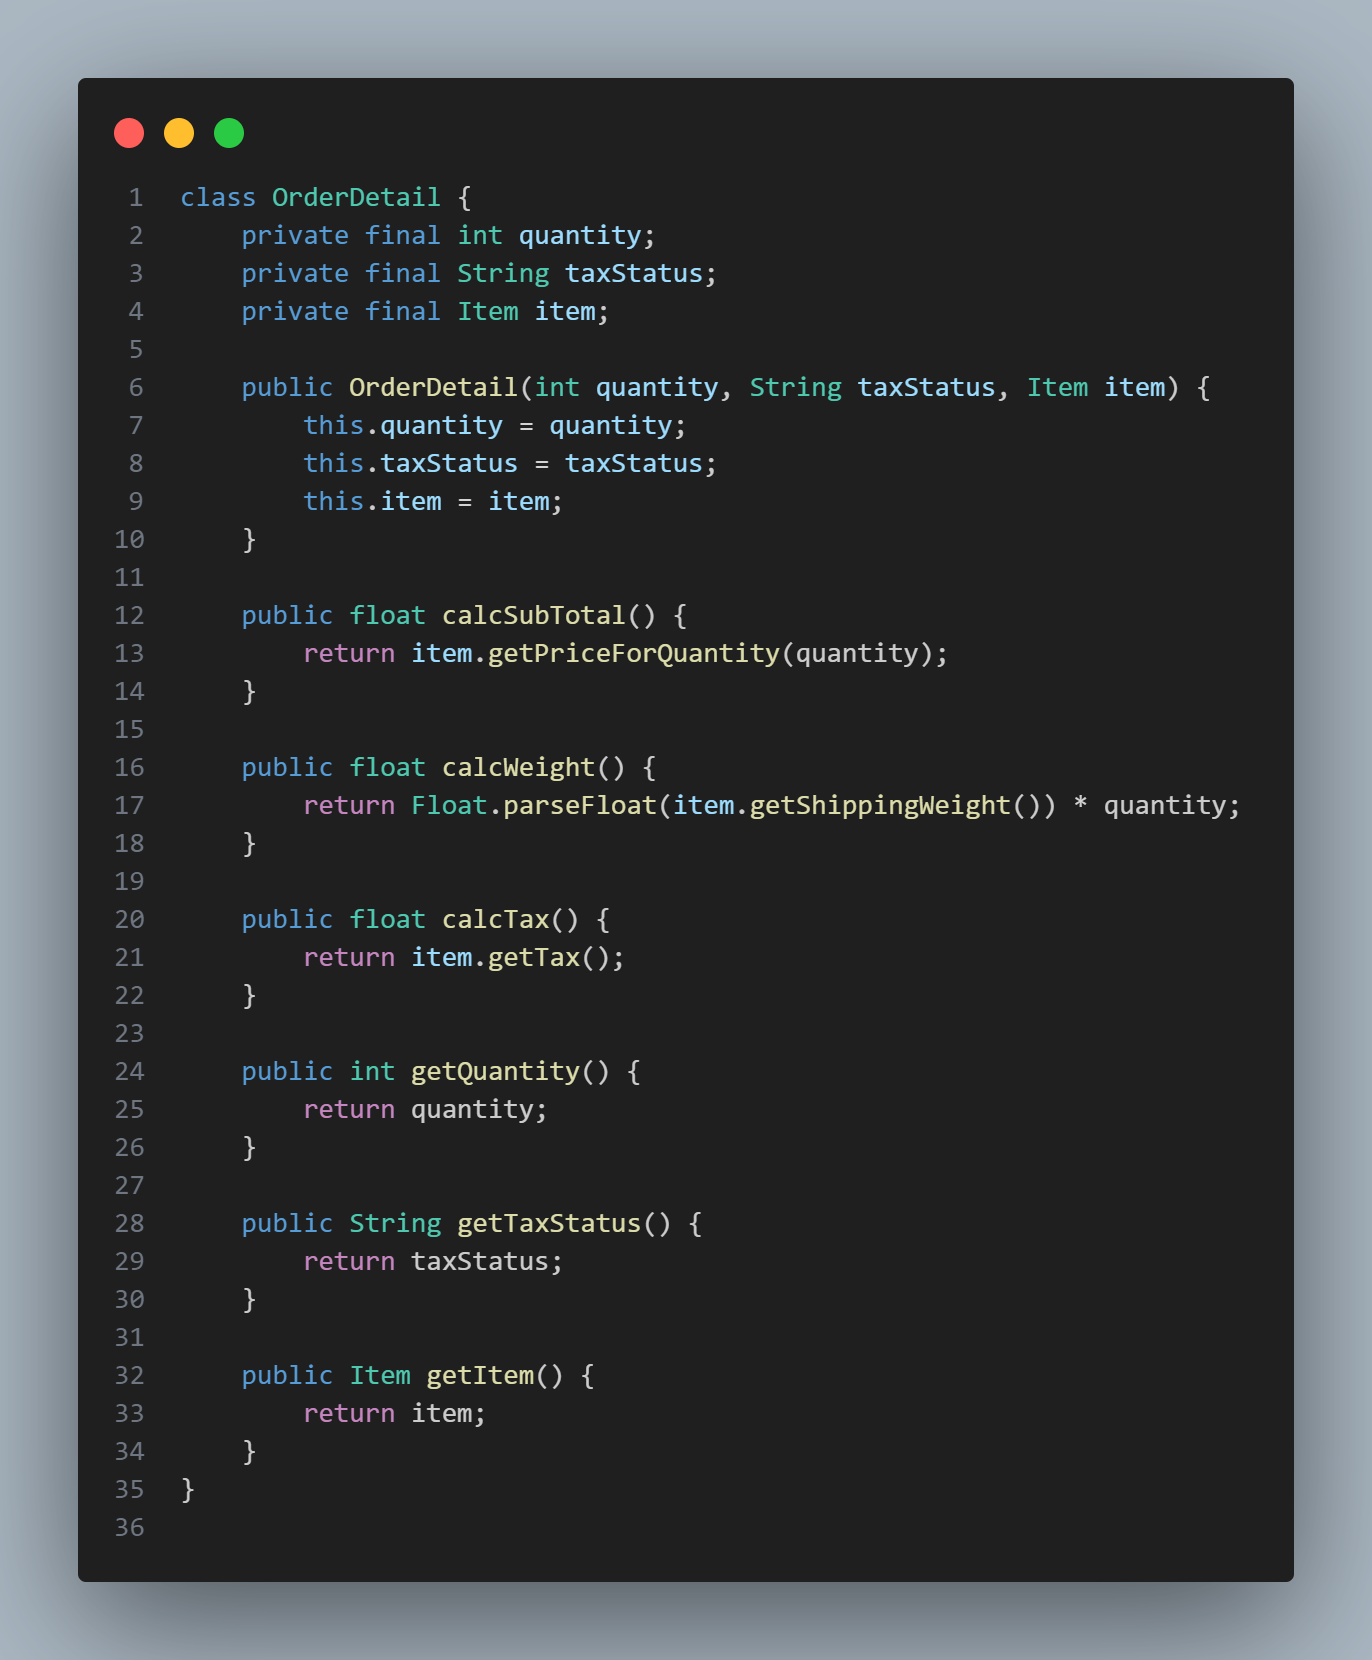 1 class OrderDetail {
2     private final int quantity;
3     private final String taxStatus;
4     private final Item item;
5
6     public OrderDetail(int quantity, String taxStatus, Item item) {
7         this.quantity = quantity;
8         this.taxStatus = taxStatus;
9         this.item = item;
10     }
11
12     public float calcSubTotal() {
13         return item.getPriceForQuantity(quantity);
14     }
15
16     public float calcWeight() {
17         return Float.parseFloat(item.getShippingWeight()) * quantity;
18     }
19
20     public float calcTax() {
21         return item.getTax();
22     }
23
24     public int getQuantity() {
25         return quantity;
26     }
27
28     public String getTaxStatus() {
29         return taxStatus;
30     }
31
32     public Item getItem() {
33         return item;
34     }
35 }
36